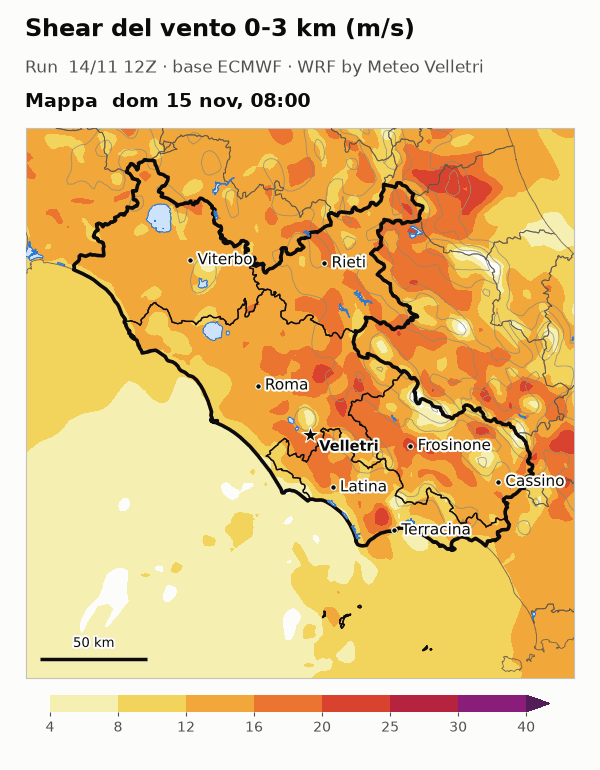 Shear del vento 0-3 km (m/s)
Run  14/11 12Z · base ECMWF · WRF by Meteo Velletri
Mappa  dom 15 nov, 08:00
Viterbo
Rieti
Roma
Velletri
Frosinone
Latina
Cassino
Terracina
50 km
4 8 12 16 20 25 30 40